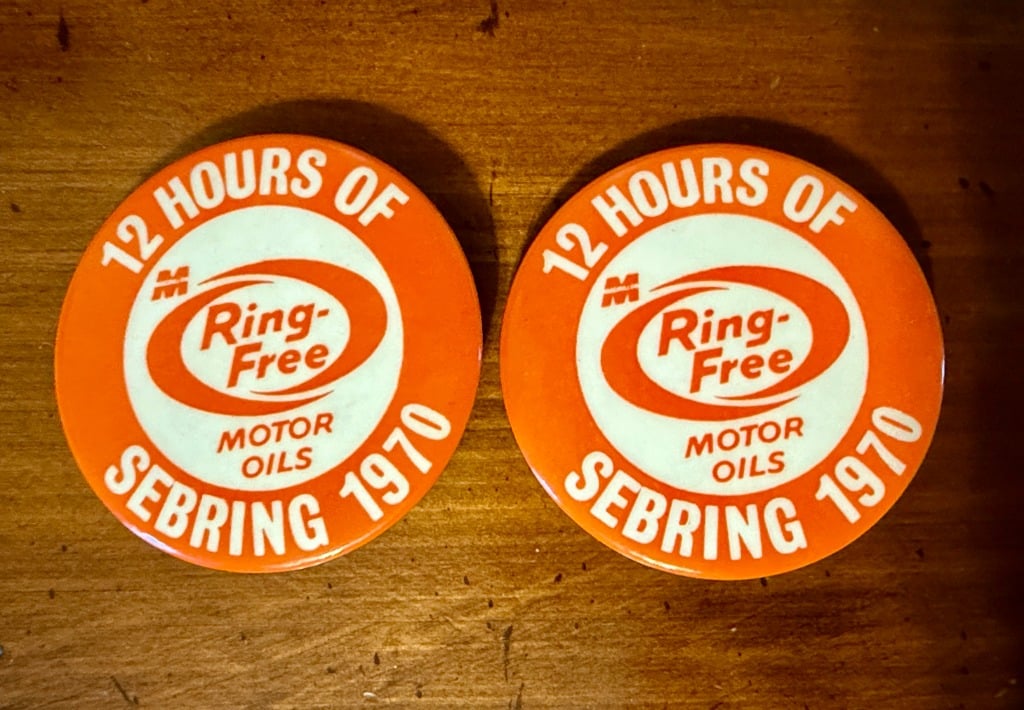 12 HOURS OF
M
Ring-
Free
MOTOR
OILS
SEBRING 1970
12 HOURS OF
M
Ring-
Free
MOTOR
OILS
SEBRING 1970